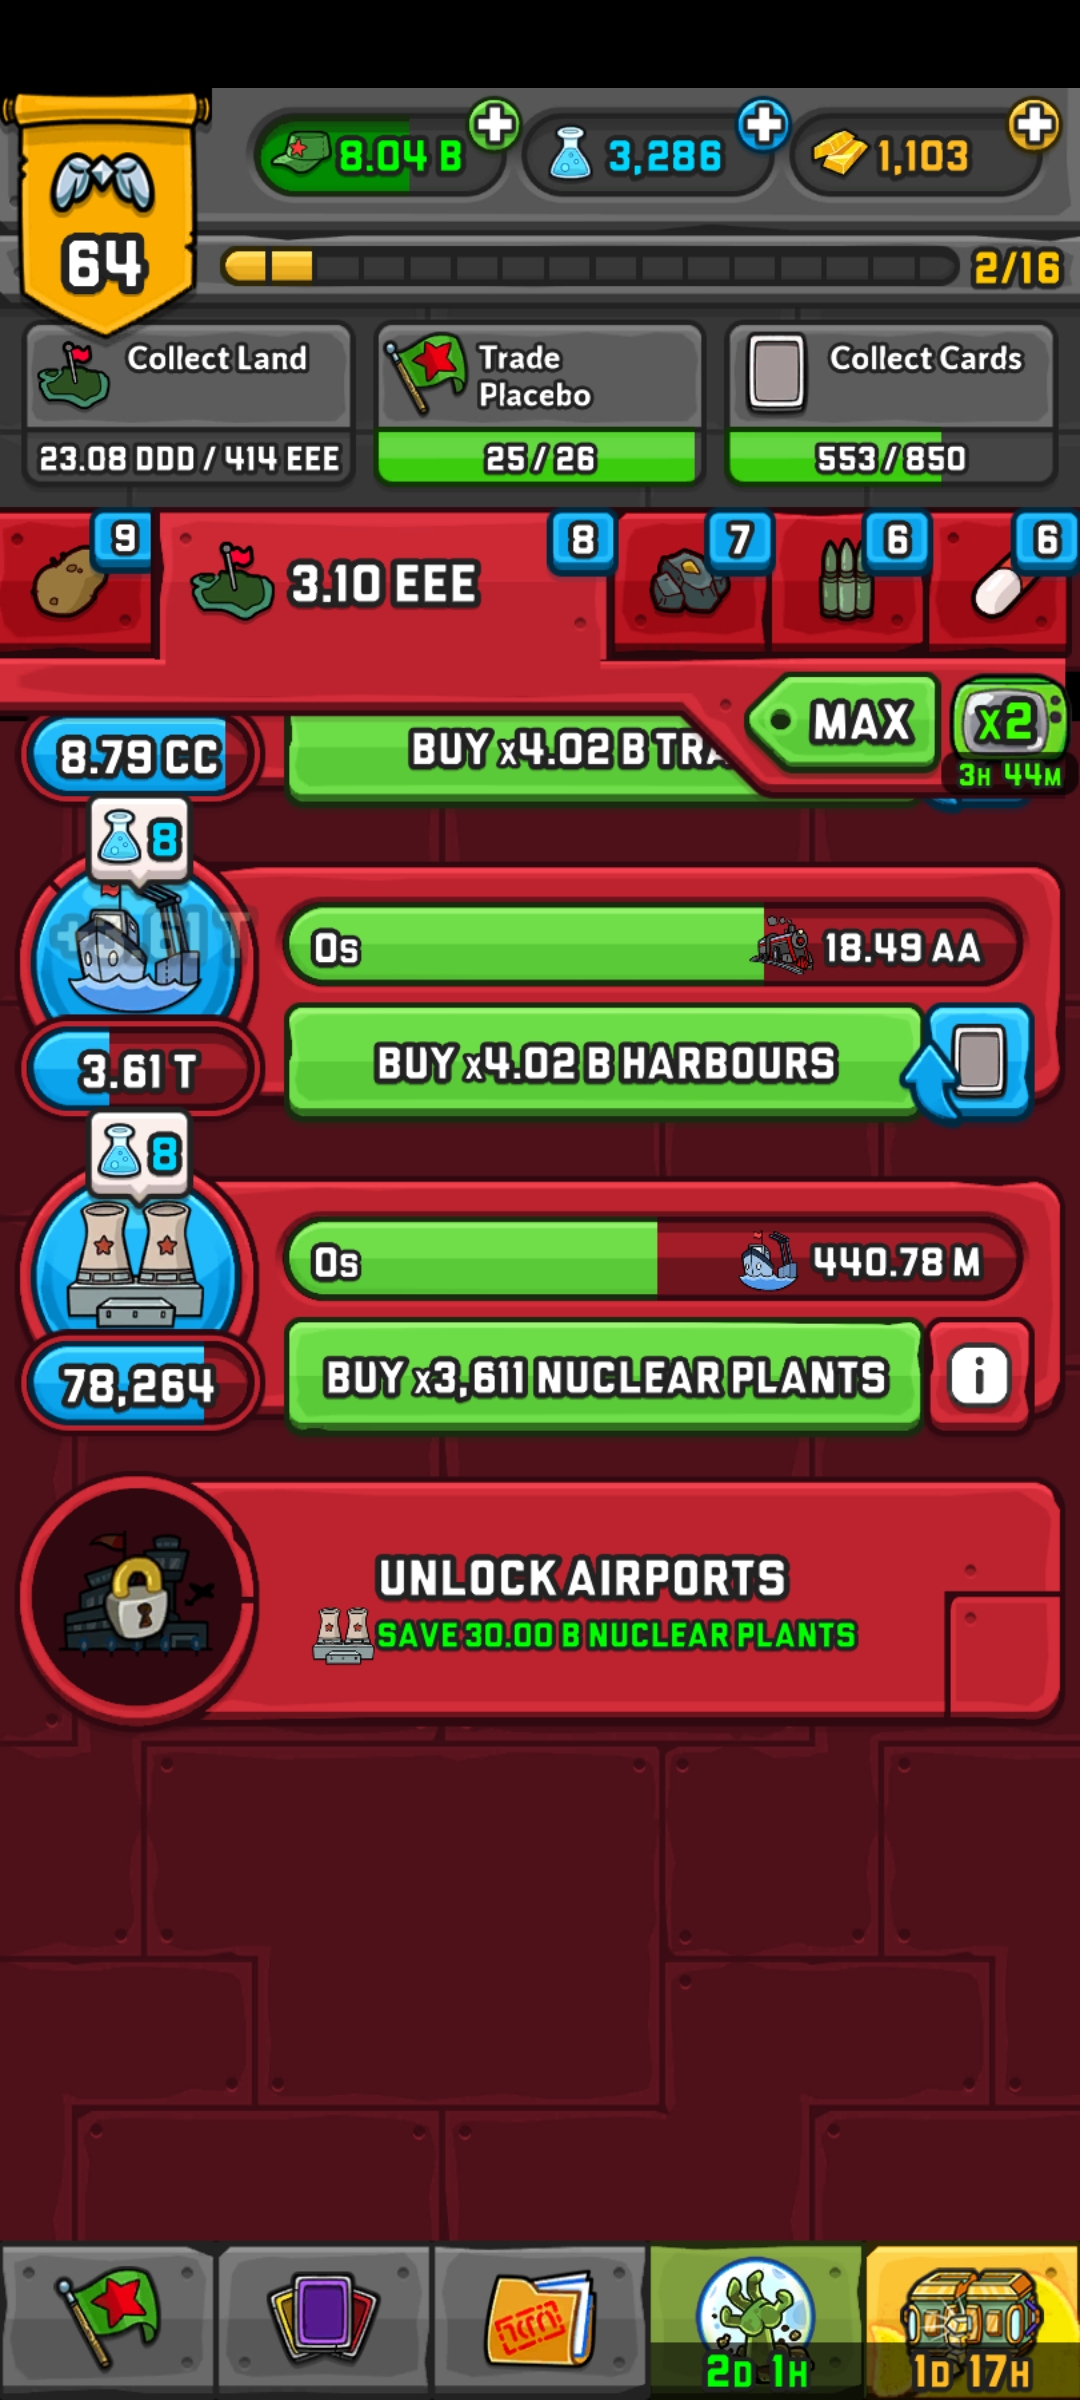 64
8.04 B
3,286
1,103
2/16
Collect Land
23.08 DDD / 414 EEE
Trade
Placebo
25 / 26
Collect Cards
553 / 850
9
3.10 EEE
8
7
6
6
MAX
x2
3H 44M
8.79 CC
BUY x4.02 B
8
0s
18.49 AA
3.61 T
BUY x4.02 B HARBOURS
8
0s
440.78 M
78,264
BUY x3,611 NUCLEAR PLANTS
i
UNLOCK AIRPORTS
SAVE 30.00 B NUCLEAR PLANTS
2D 1H
1D 17H